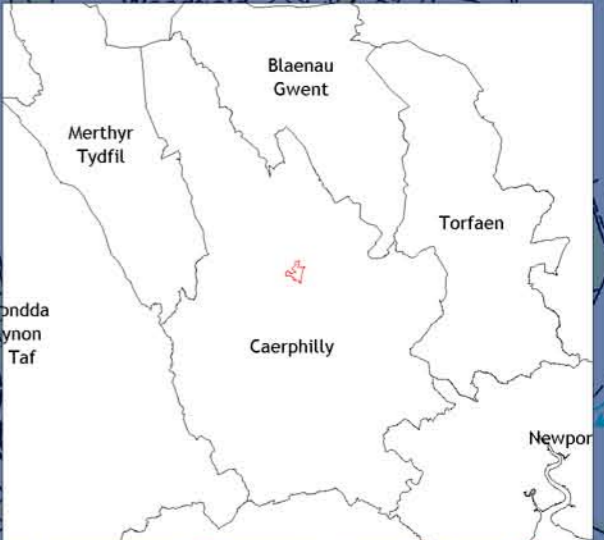 Blaenau
Gwent
Merthyr
Tydfil
Torfaen
ondda
ynon
Taf
Caerphilly
Newpor